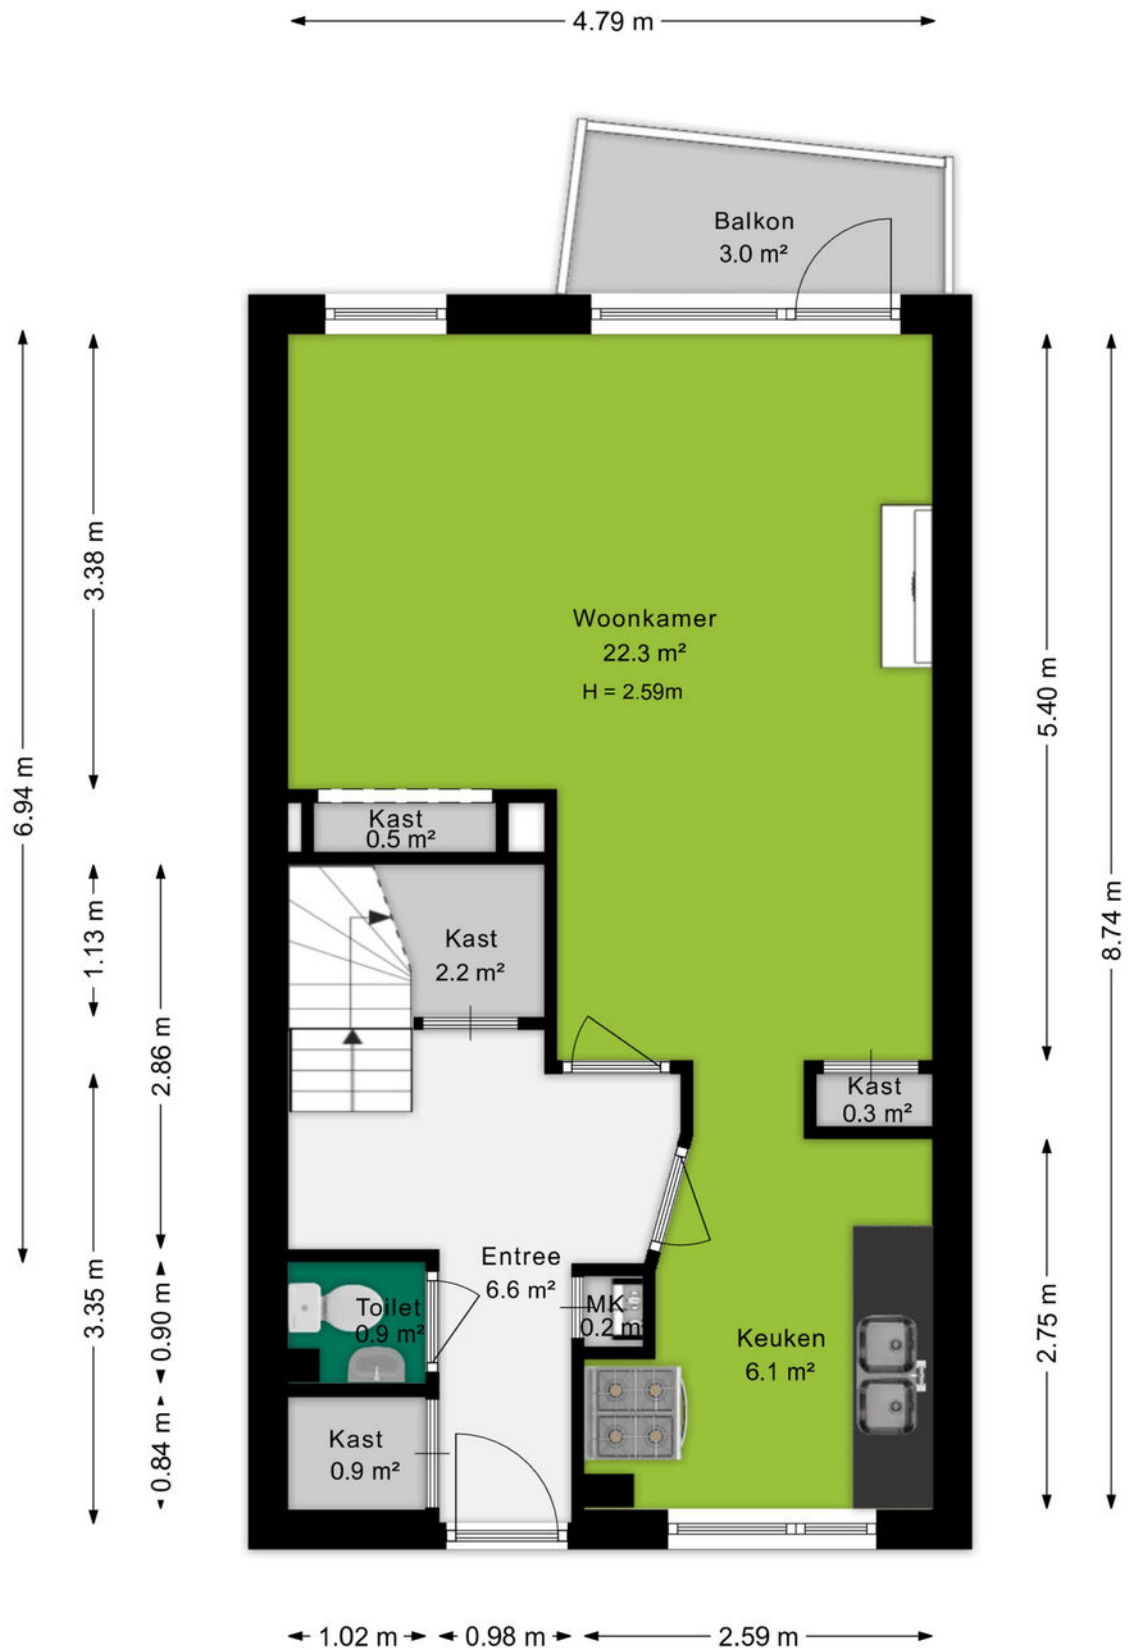 4.79 m
Balkon
3.0 m²
3.38 m
Woonkamer
22.3 m²
H = 2.59m
5.40 m
6.94 m
Kast
0.5 m²
8.74 m
1.13 m
Kast
2.2 m²
2.86 m
Kast
0.3 m²
Entree
6.6 m²
3.35 m
0.90 m
Toilet
0.9 m²
MK
0.2 m
Keuken
6.1 m²
2.75 m
0.84 m
Kast
0.9 m²
1.02 m
0.98 m
2.59 m